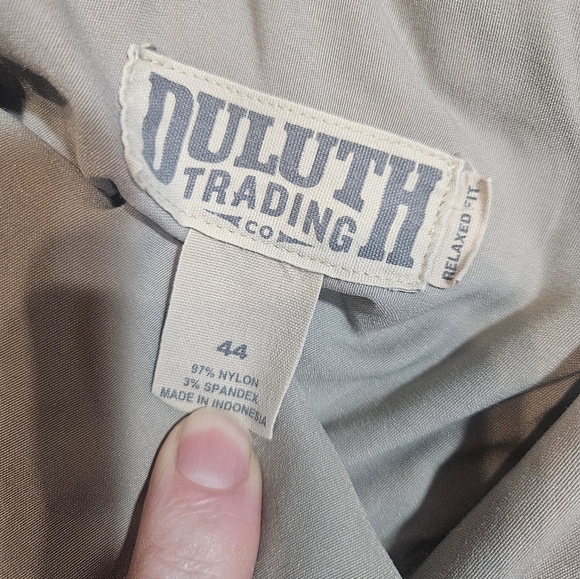 DULUTH
TRADING
CO
RELAXED FIT
44
97% NYLON
3% SPANDEX
MADE IN INDONESIA